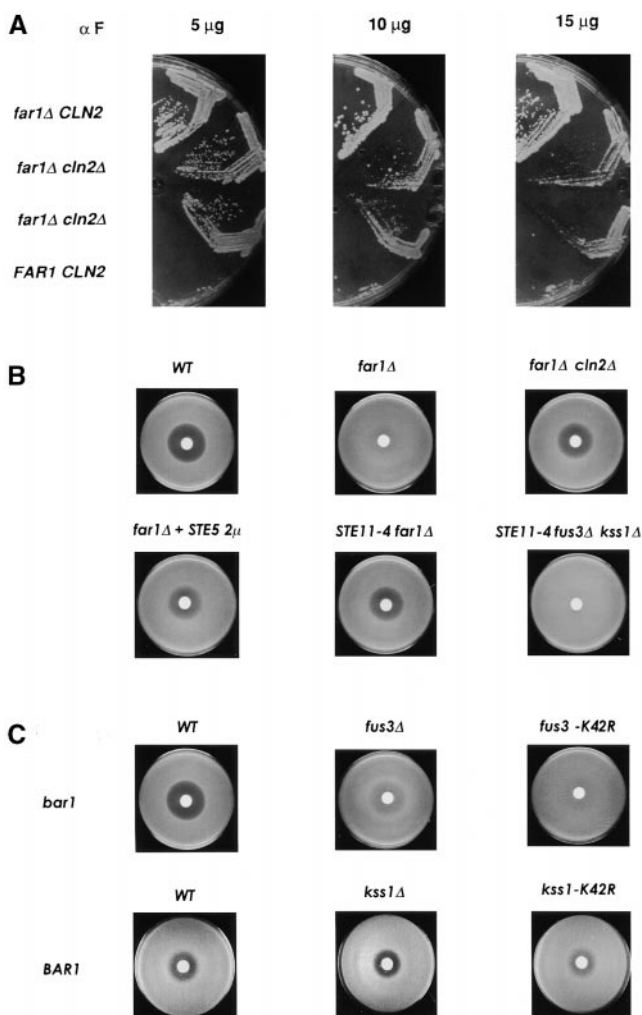 A
α F 5 μg 10 μg 15 μg
far1Δ CLN2
far1Δ cln2Δ
far1Δ cln2Δ
FAR1 CLN2
B
WT far1Δ far1Δ cln2Δ
far1Δ + STE5 2μ STE11-4 far1Δ STE11-4 fus3Δ kss1Δ
C
WT fus3Δ fus3 -K42R
bar1
WT kss1Δ kss1-K42R
BAR1